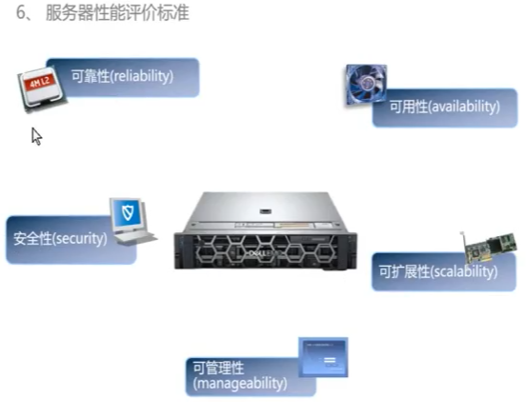 6、 服务器性能评价标准
4M L2
可靠性(reliability)
可用性(availability)
安全性(security)
DELL
可扩展性(scalability)
可管理性
(manageability)